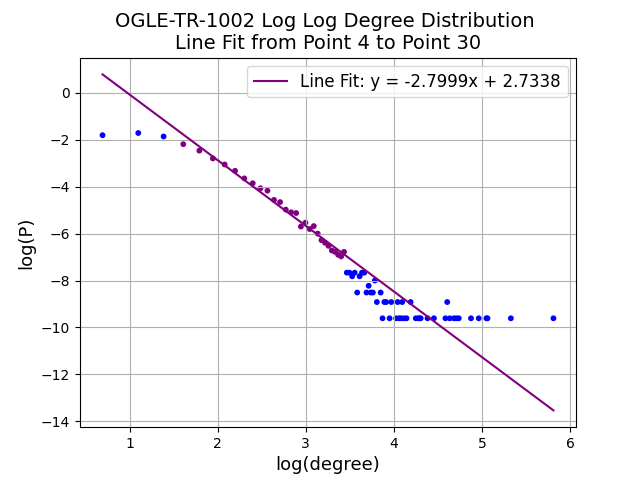 OGLE-TR-1002 Log Log Degree Distribution
Line Fit from Point 4 to Point 30
Line Fit: y = -2.7999x + 2.7338
0
−2
−4
−6
−8
−10
−12
−14
log(P)
1 2 3 4 5 6
log(degree)